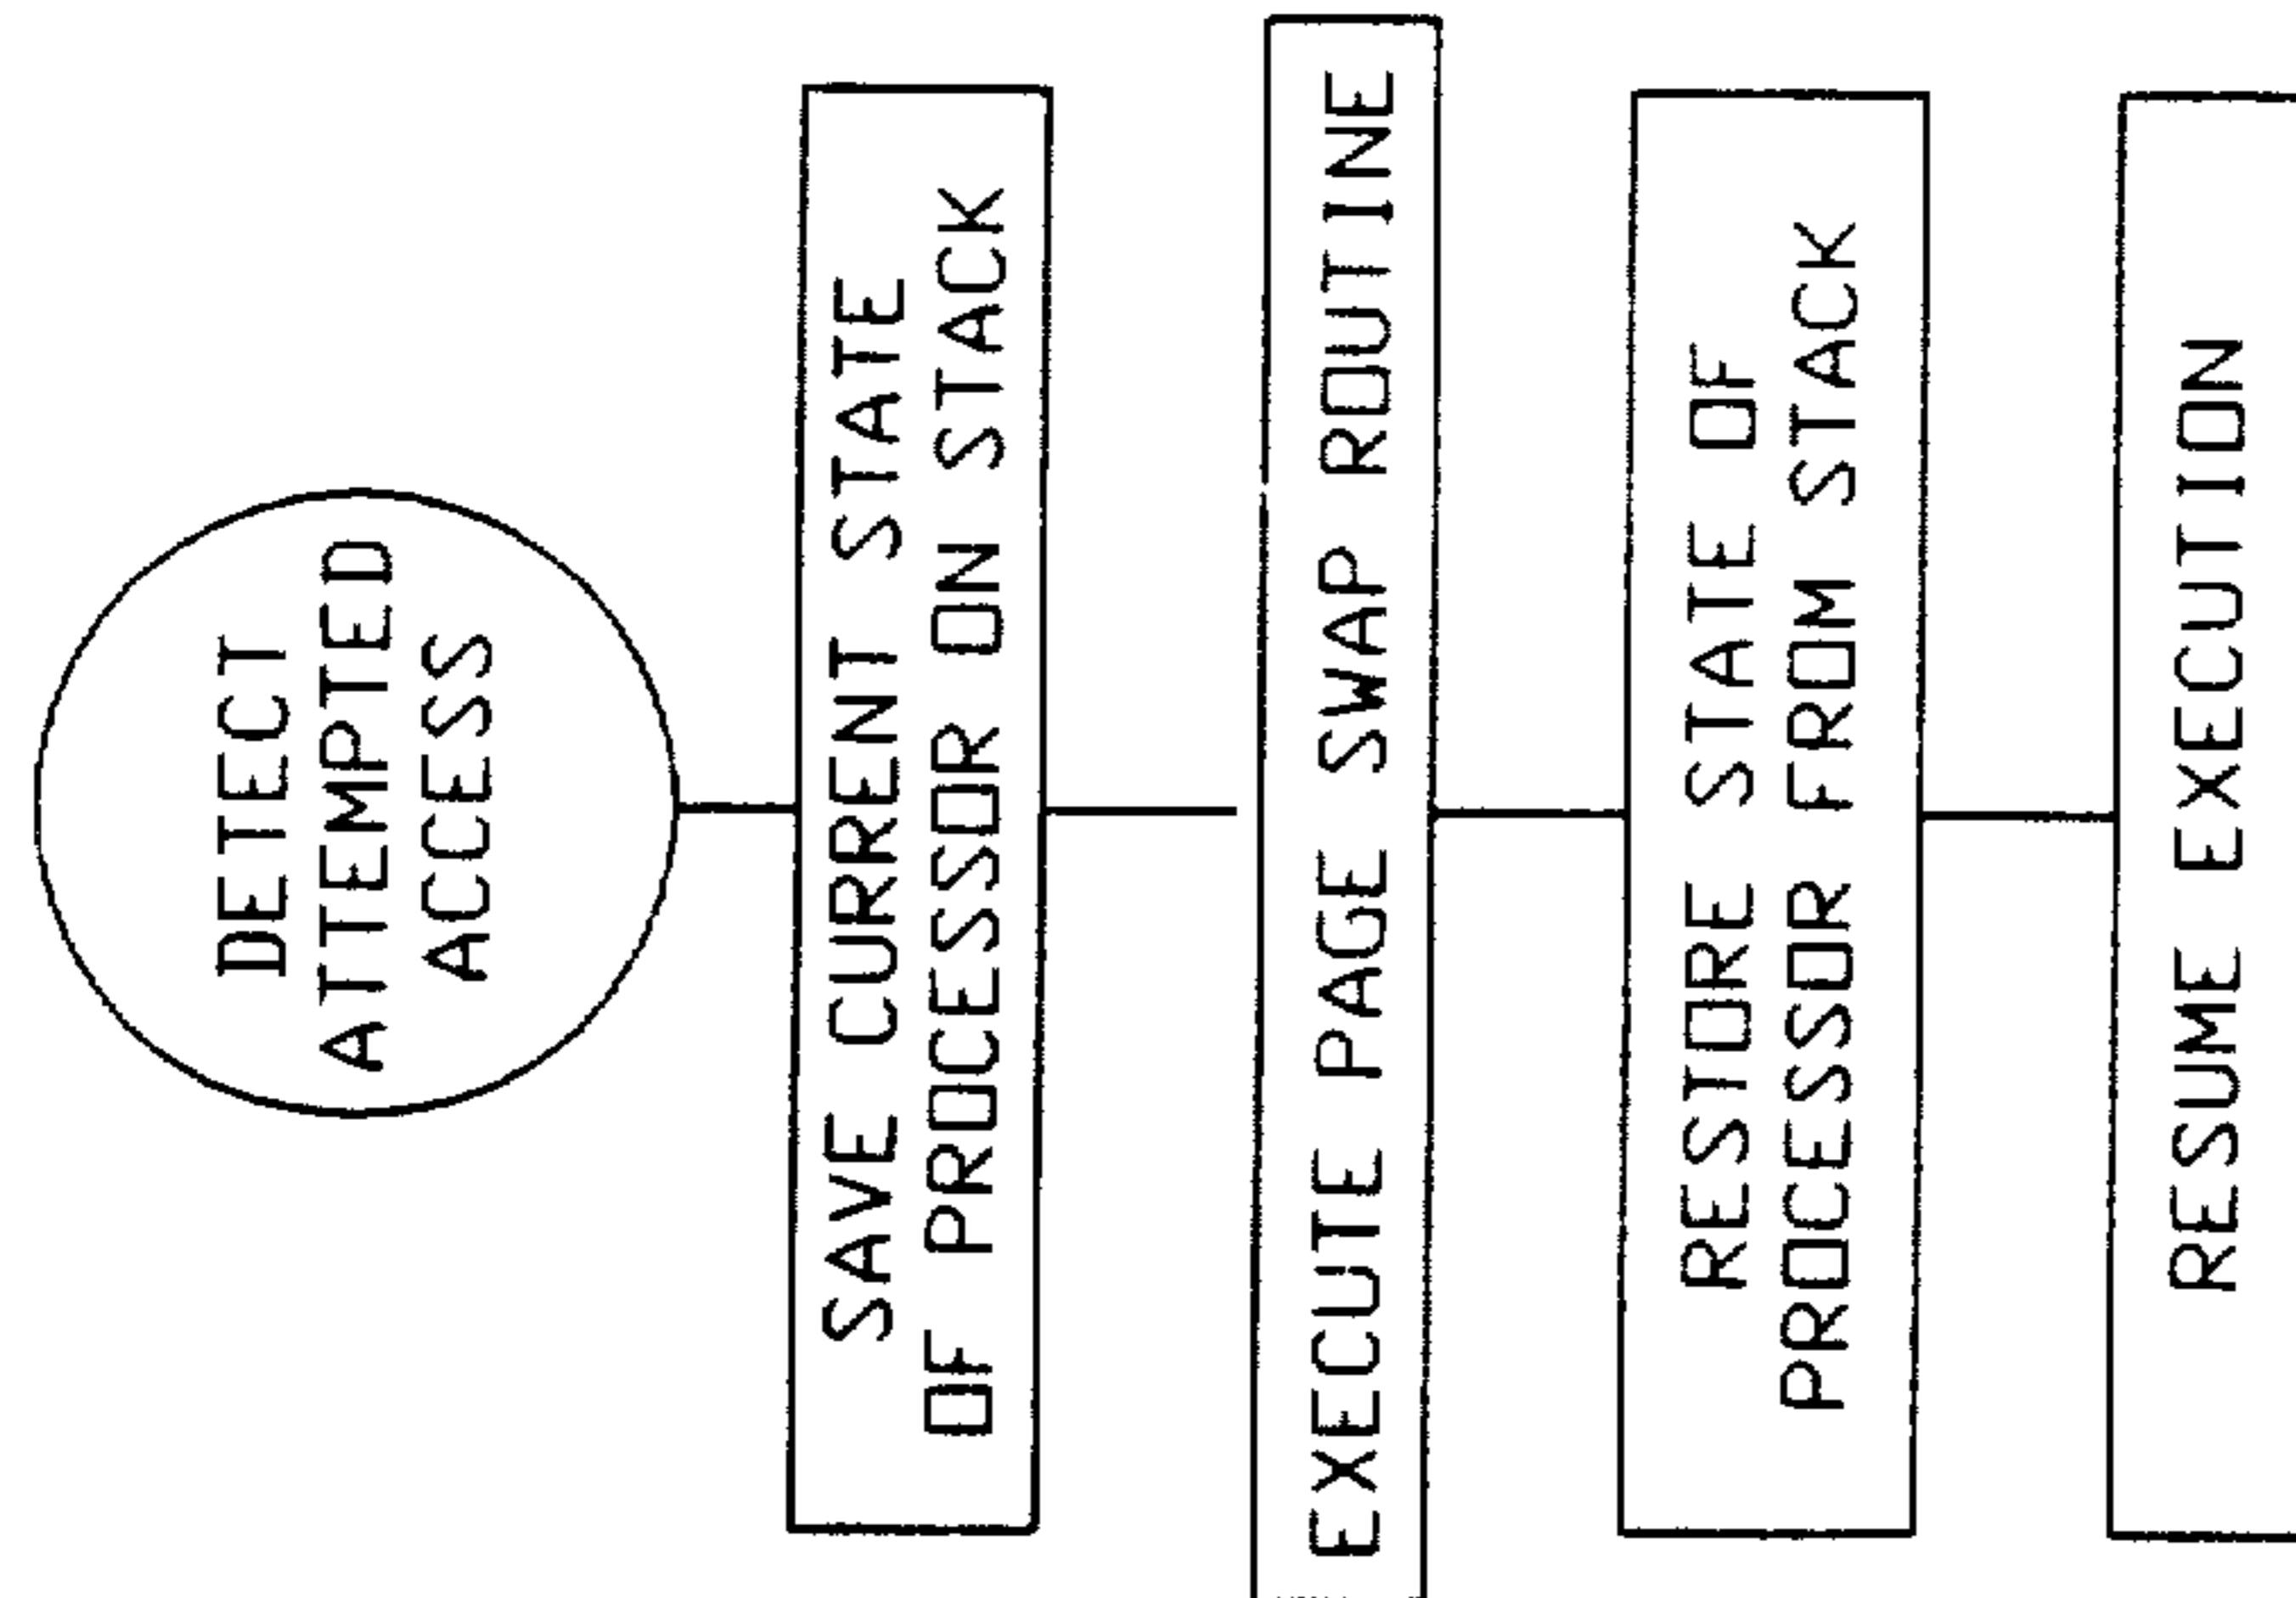 DETECT
ATTEMPTED
ACCESS
SAVE CURRENT STATE
OF PROCESSOR ON STACK
EXECUTE PAGE SWAP ROUTINE
RESTORE STATE OF
PROCESSOR FROM STACK
RESUME EXECUTION